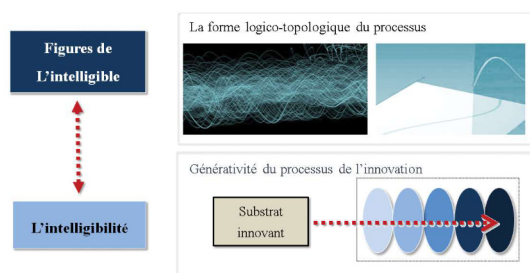 La forme logico-topologique du processus
Figures de
L'intelligible
Générativité du processus de l'innovation
Substrat
innovant
L'intelligibilité